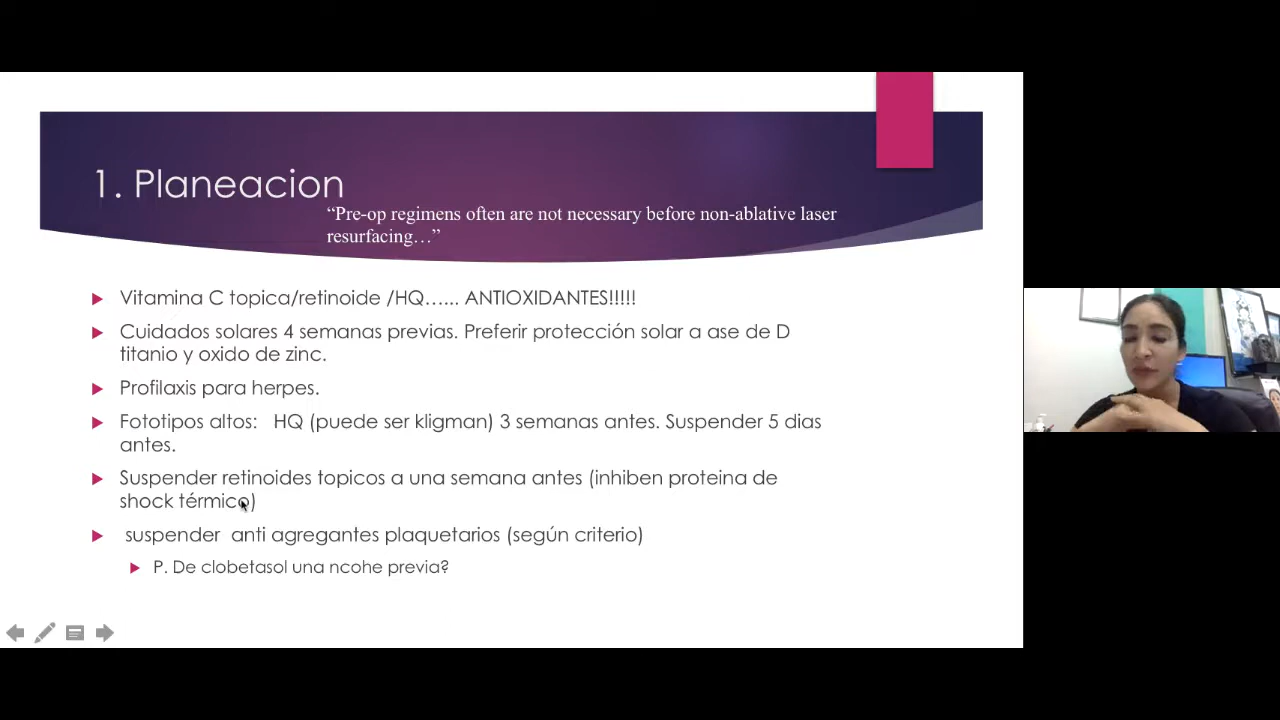 1. Planeacion
“Pre-op regimens often are not necessary before non-ablative laser
resurfacing…”
Vitamina C topica/retinoide /HQ…... ANTIOXIDANTES!!!!!
Cuidados solares 4 semanas previas. Preferir protección solar a ase de D
titanio y oxido de zinc.
Profilaxis para herpes.
Fototipos altos: HQ (puede ser kligman) 3 semanas antes. Suspender 5 dias
antes.
Suspender retinoides topicos a una semana antes (inhiben proteina de
shock térmico)
suspender anti agregantes plaquetarios (según criterio)
P. De clobetasol una ncohe previa?